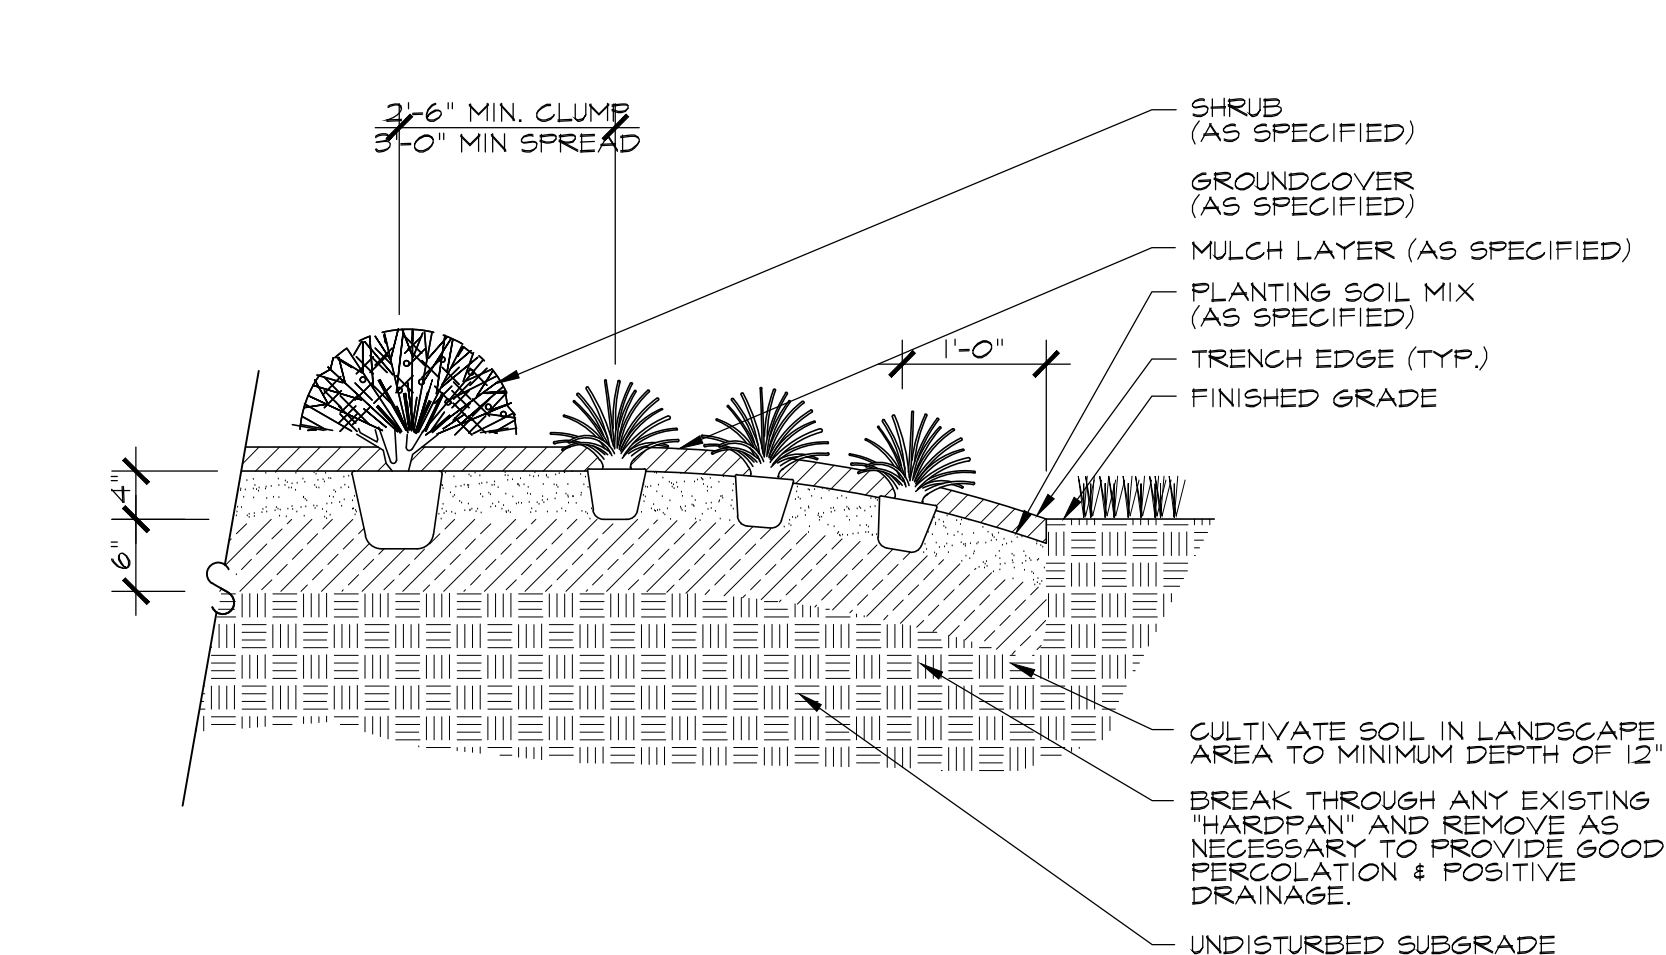 2'-6" MIN. CLUMP
3'-0" MIN SPREAD
SHRUB
(AS SPECIFIED)
GROUNDCOVER
(AS SPECIFIED)
MULCH LAYER (AS SPECIFIED)
PLANTING SOIL MIX
(AS SPECIFIED)
1'-0"
TRENCH EDGE (TYP.)
FINISHED GRADE
4"
6"
CULTIVATE SOIL IN LANDSCAPE
AREA TO MINIMUM DEPTH OF 12"
BREAK THROUGH ANY EXISTING
"HARDPAN" AND REMOVE AS
NECESSARY TO PROVIDE GOOD
PERCOLATION & POSITIVE
DRAINAGE.
UNDISTURBED SUBGRADE